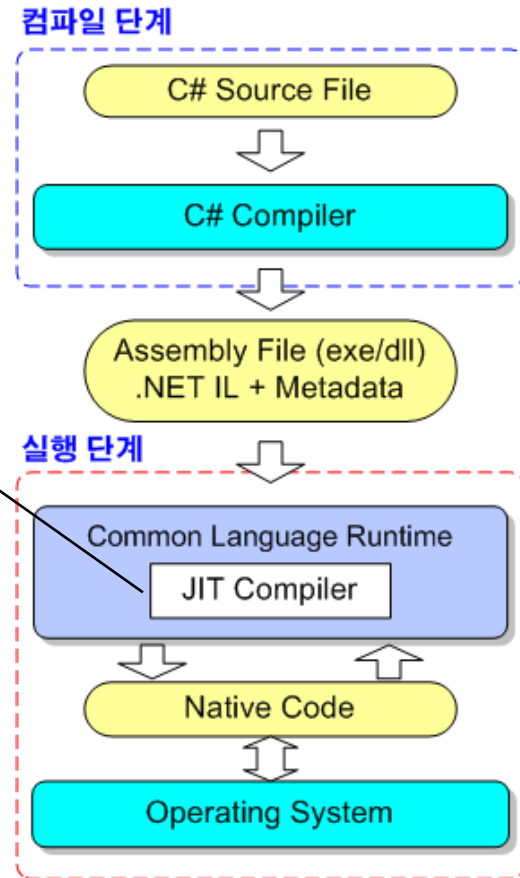 컴파일 단계
C# Source File
C# Compiler
Assembly File (exe/dll)
.NET IL + Metadata
실행 단계
Common Language Runtime
JIT Compiler
Native Code
Operating System